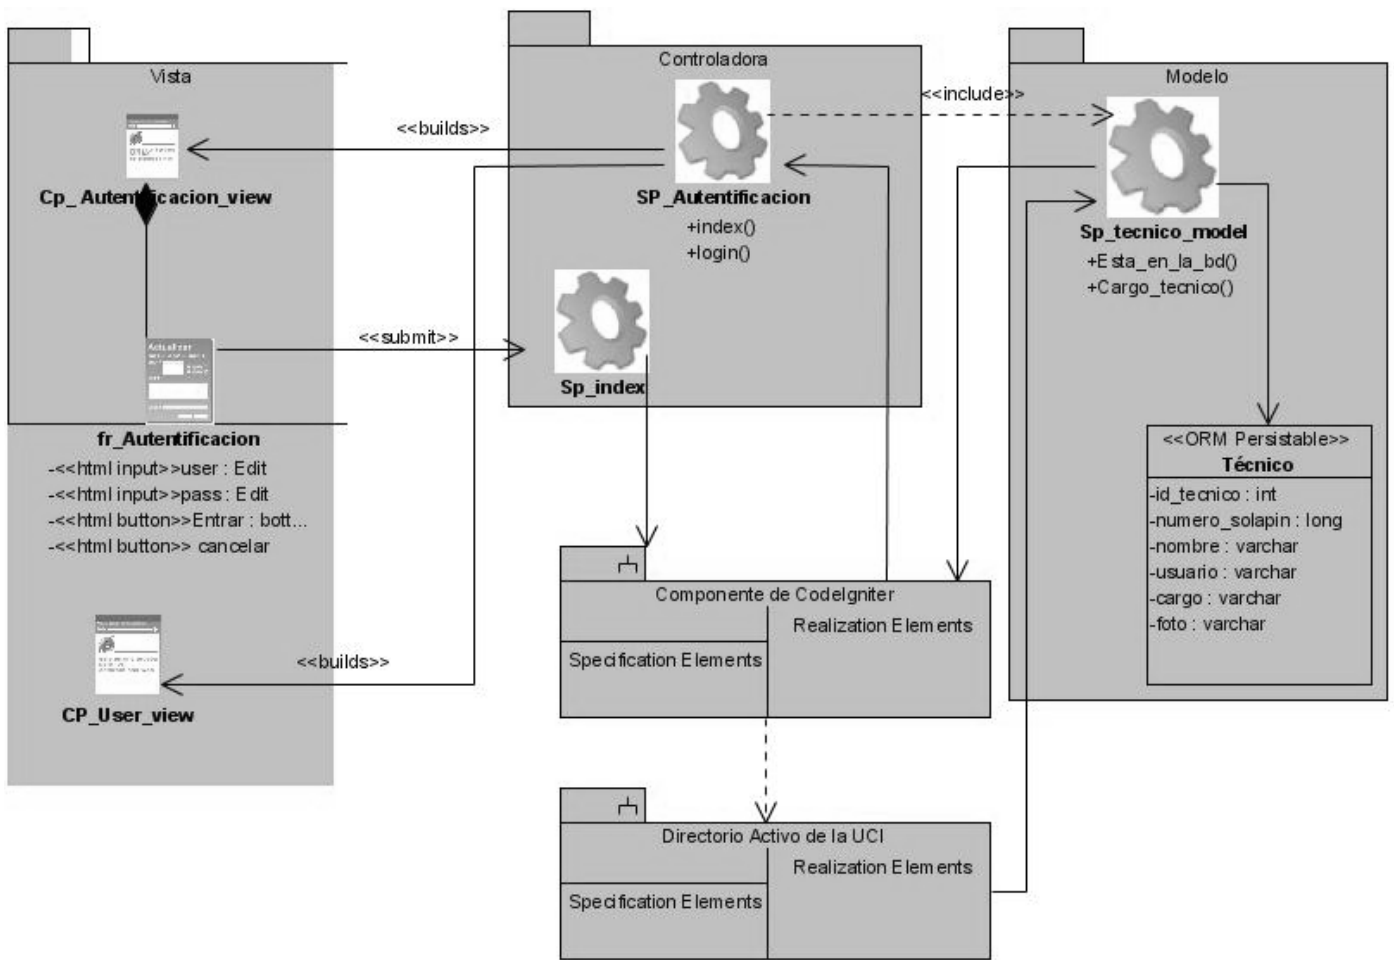 Vista
Cp_Autentificacion_view
fr_Autentificacion
-<<html input>>user : Edit
-<<html input>>pass : Edit
-<<html button>>Entrar : bott...
-<<html button>> cancelar
CP_User_view
<<builds>>
<<submit>>
<<builds>>
Controladora
SP_Autentificacion
+index()
+login()
Sp_index
<<include>>
Modelo
Sp_tecnico_model
+Esta_en_la_bd()
+Cargo_tecnico()
<<ORM Persistable>>
Técnico
-id_tecnico : int
-numero_solapin : long
-nombre : varchar
-usuario : varchar
-cargo : varchar
-foto : varchar
Componente de CodeIgniter
Realization Elements
Specification Elements
Directorio Activo de la UCI
Realization Elements
Specification Elements
Actualizar